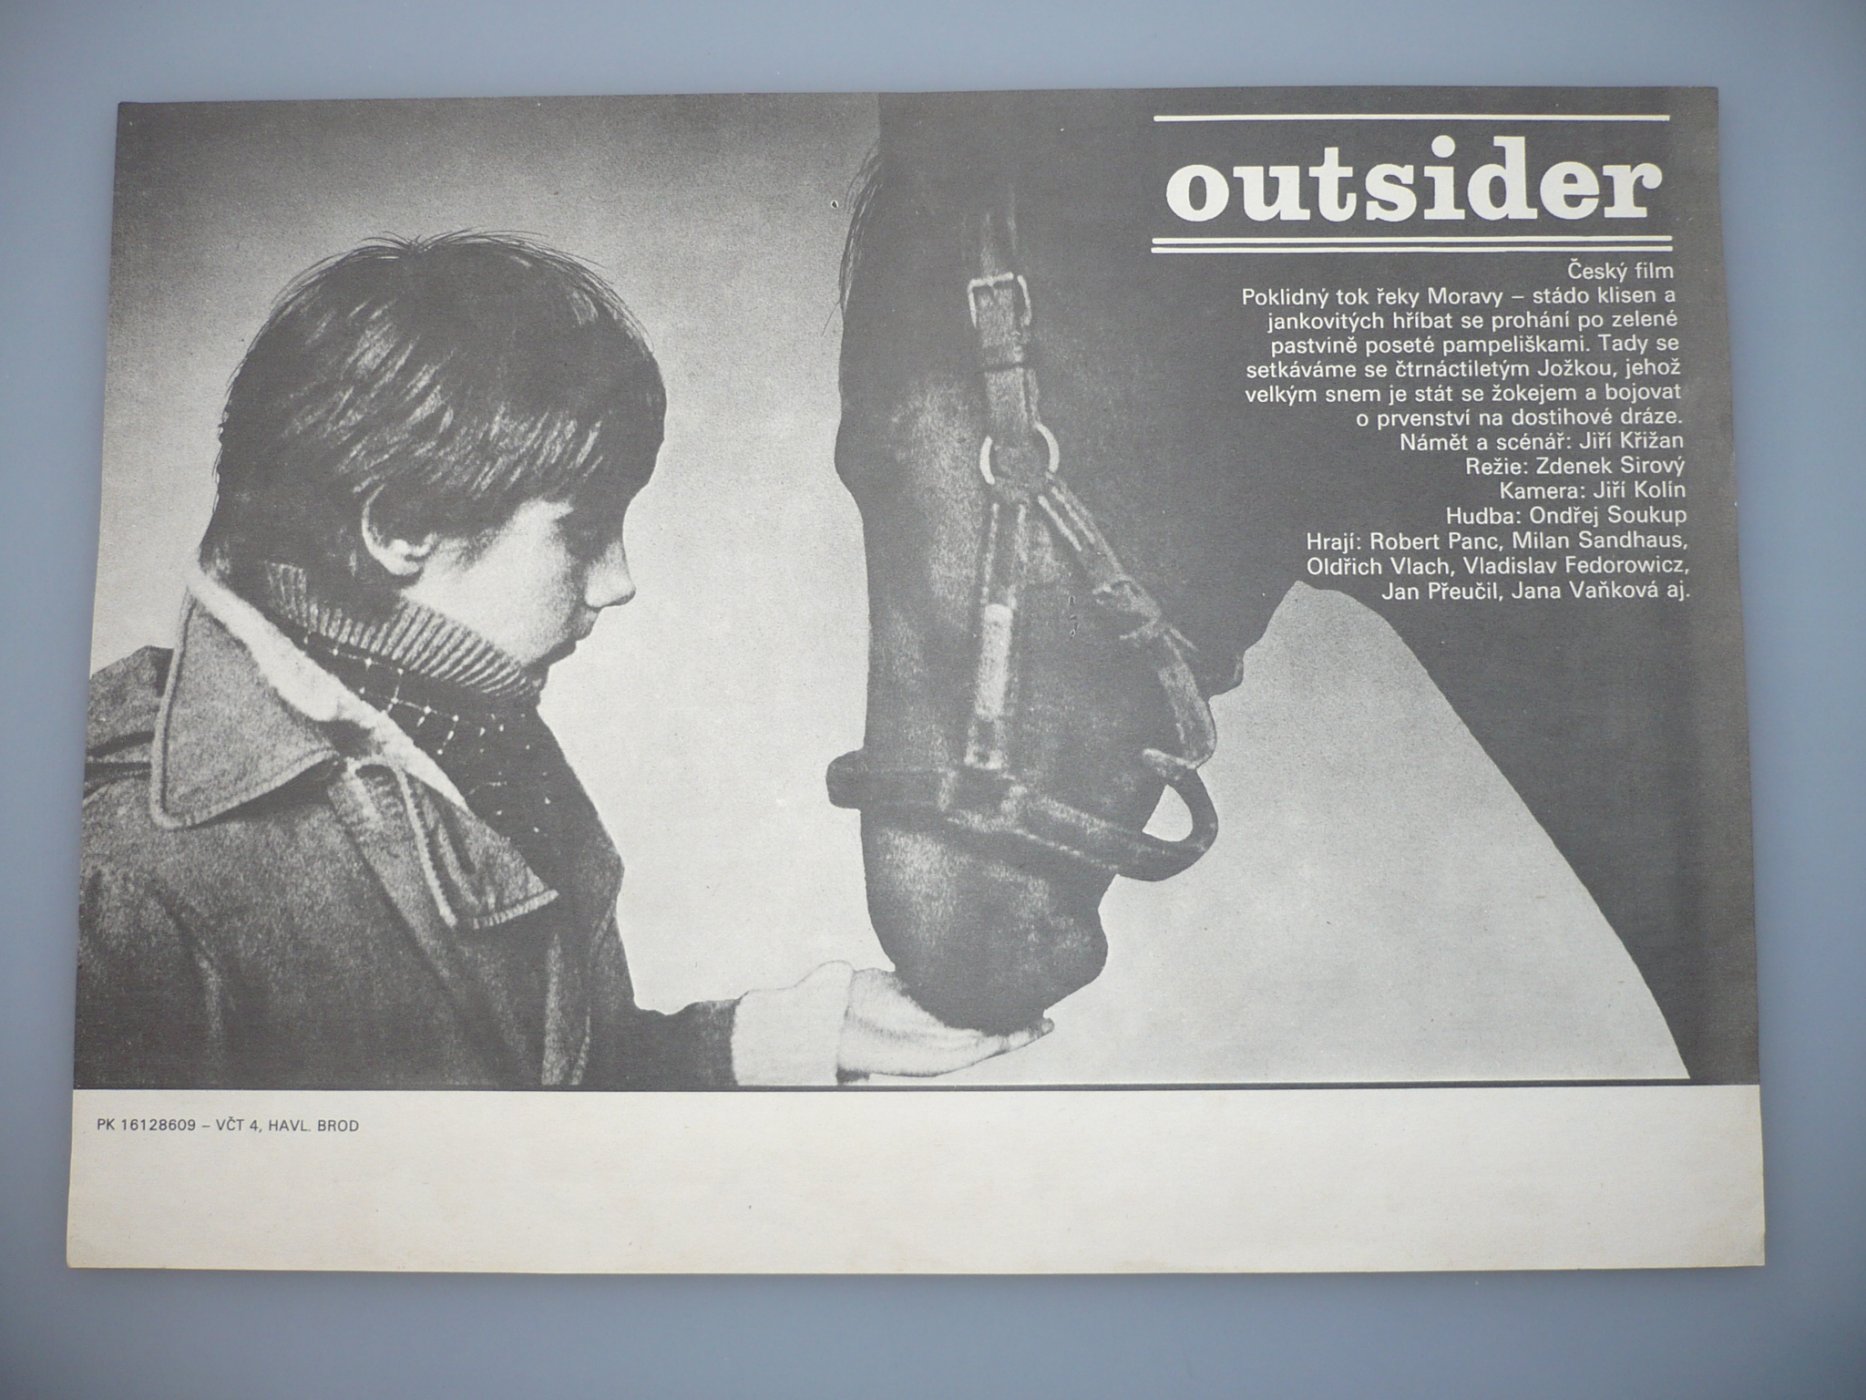 outsider
Český film
Poklidný tok řeky Moravy – stádo klisen a
jankovitých hříbat se prohání po zelené
pastvině poseté pampeliškami. Tady se
setkáváme se čtrnáctiletým Jožkou, jehož
velkým snem je stát se žokejem a bojovat
o prvenství na dostihové dráze.
Námět a scénář: Jiří Křižan
Režie: Zdenek Sirový
Kamera: Jiří Kolín
Hudba: Ondřej Soukup
Hrají: Robert Panc, Milan Sandhaus,
Oldřich Vlach, Vladislav Fedorowicz,
Jan Přeučil, Jana Vaňková aj.
PK 16128609 – VČT 4, HAVL. BROD